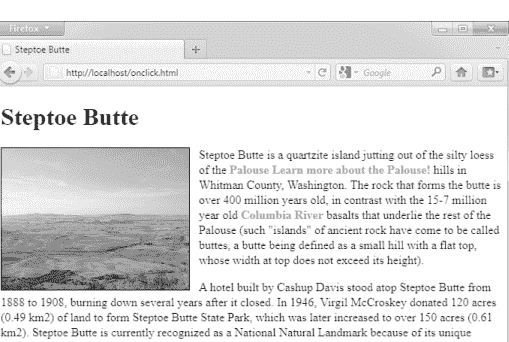 Firefox
Steptoe Butte
http://localhost/onclick.html
Google
Steptoe Butte
Steptoe Butte is a quartzite island jutting out of the silty loess
of the Palouse Learn more about the Palouse! hills in
Whitman County, Washington. The rock that forms the butte is
over 400 million years old, in contrast with the 15-7 million
year old Columbia River basalts that underlie the rest of the
Palouse (such "islands" of ancient rock have come to be called
buttes, a butte being defined as a small hill with a flat top,
whose width at top does not exceed its height).
A hotel built by Cashup Davis stood atop Steptoe Butte from
1888 to 1908, burning down several years after it closed. In 1946, Virgil McCroskey donated 120 acres
(0.49 km2) of land to form Steptoe Butte State Park, which was later increased to over 150 acres (0.61
km2). Steptoe Butte is currently recognized as a National Natural Landmark because of its unique